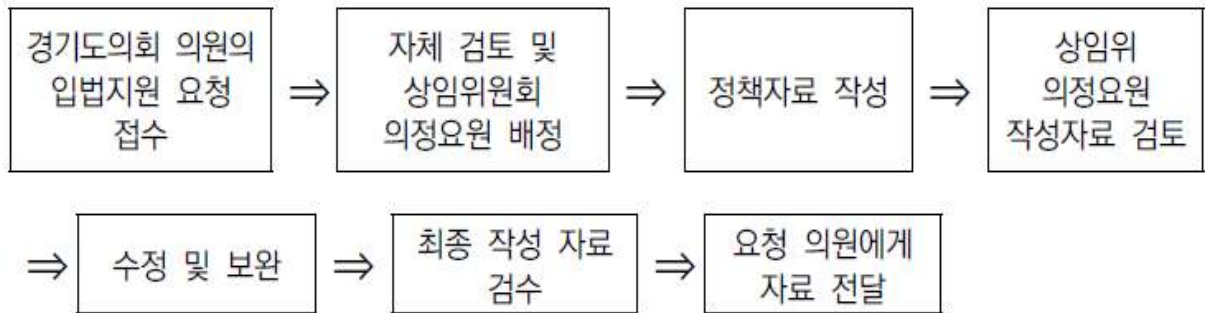 경기도의회 의원의
입법지원 요청
접수
⇒
자체 검토 및
상임위원회
의정요원 배정
⇒
정책자료 작성
⇒
상임위
의정요원
작성자료 검토
⇒
수정 및 보완
⇒
최종 작성 자료
검수
⇒
요청 의원에게
자료 전달